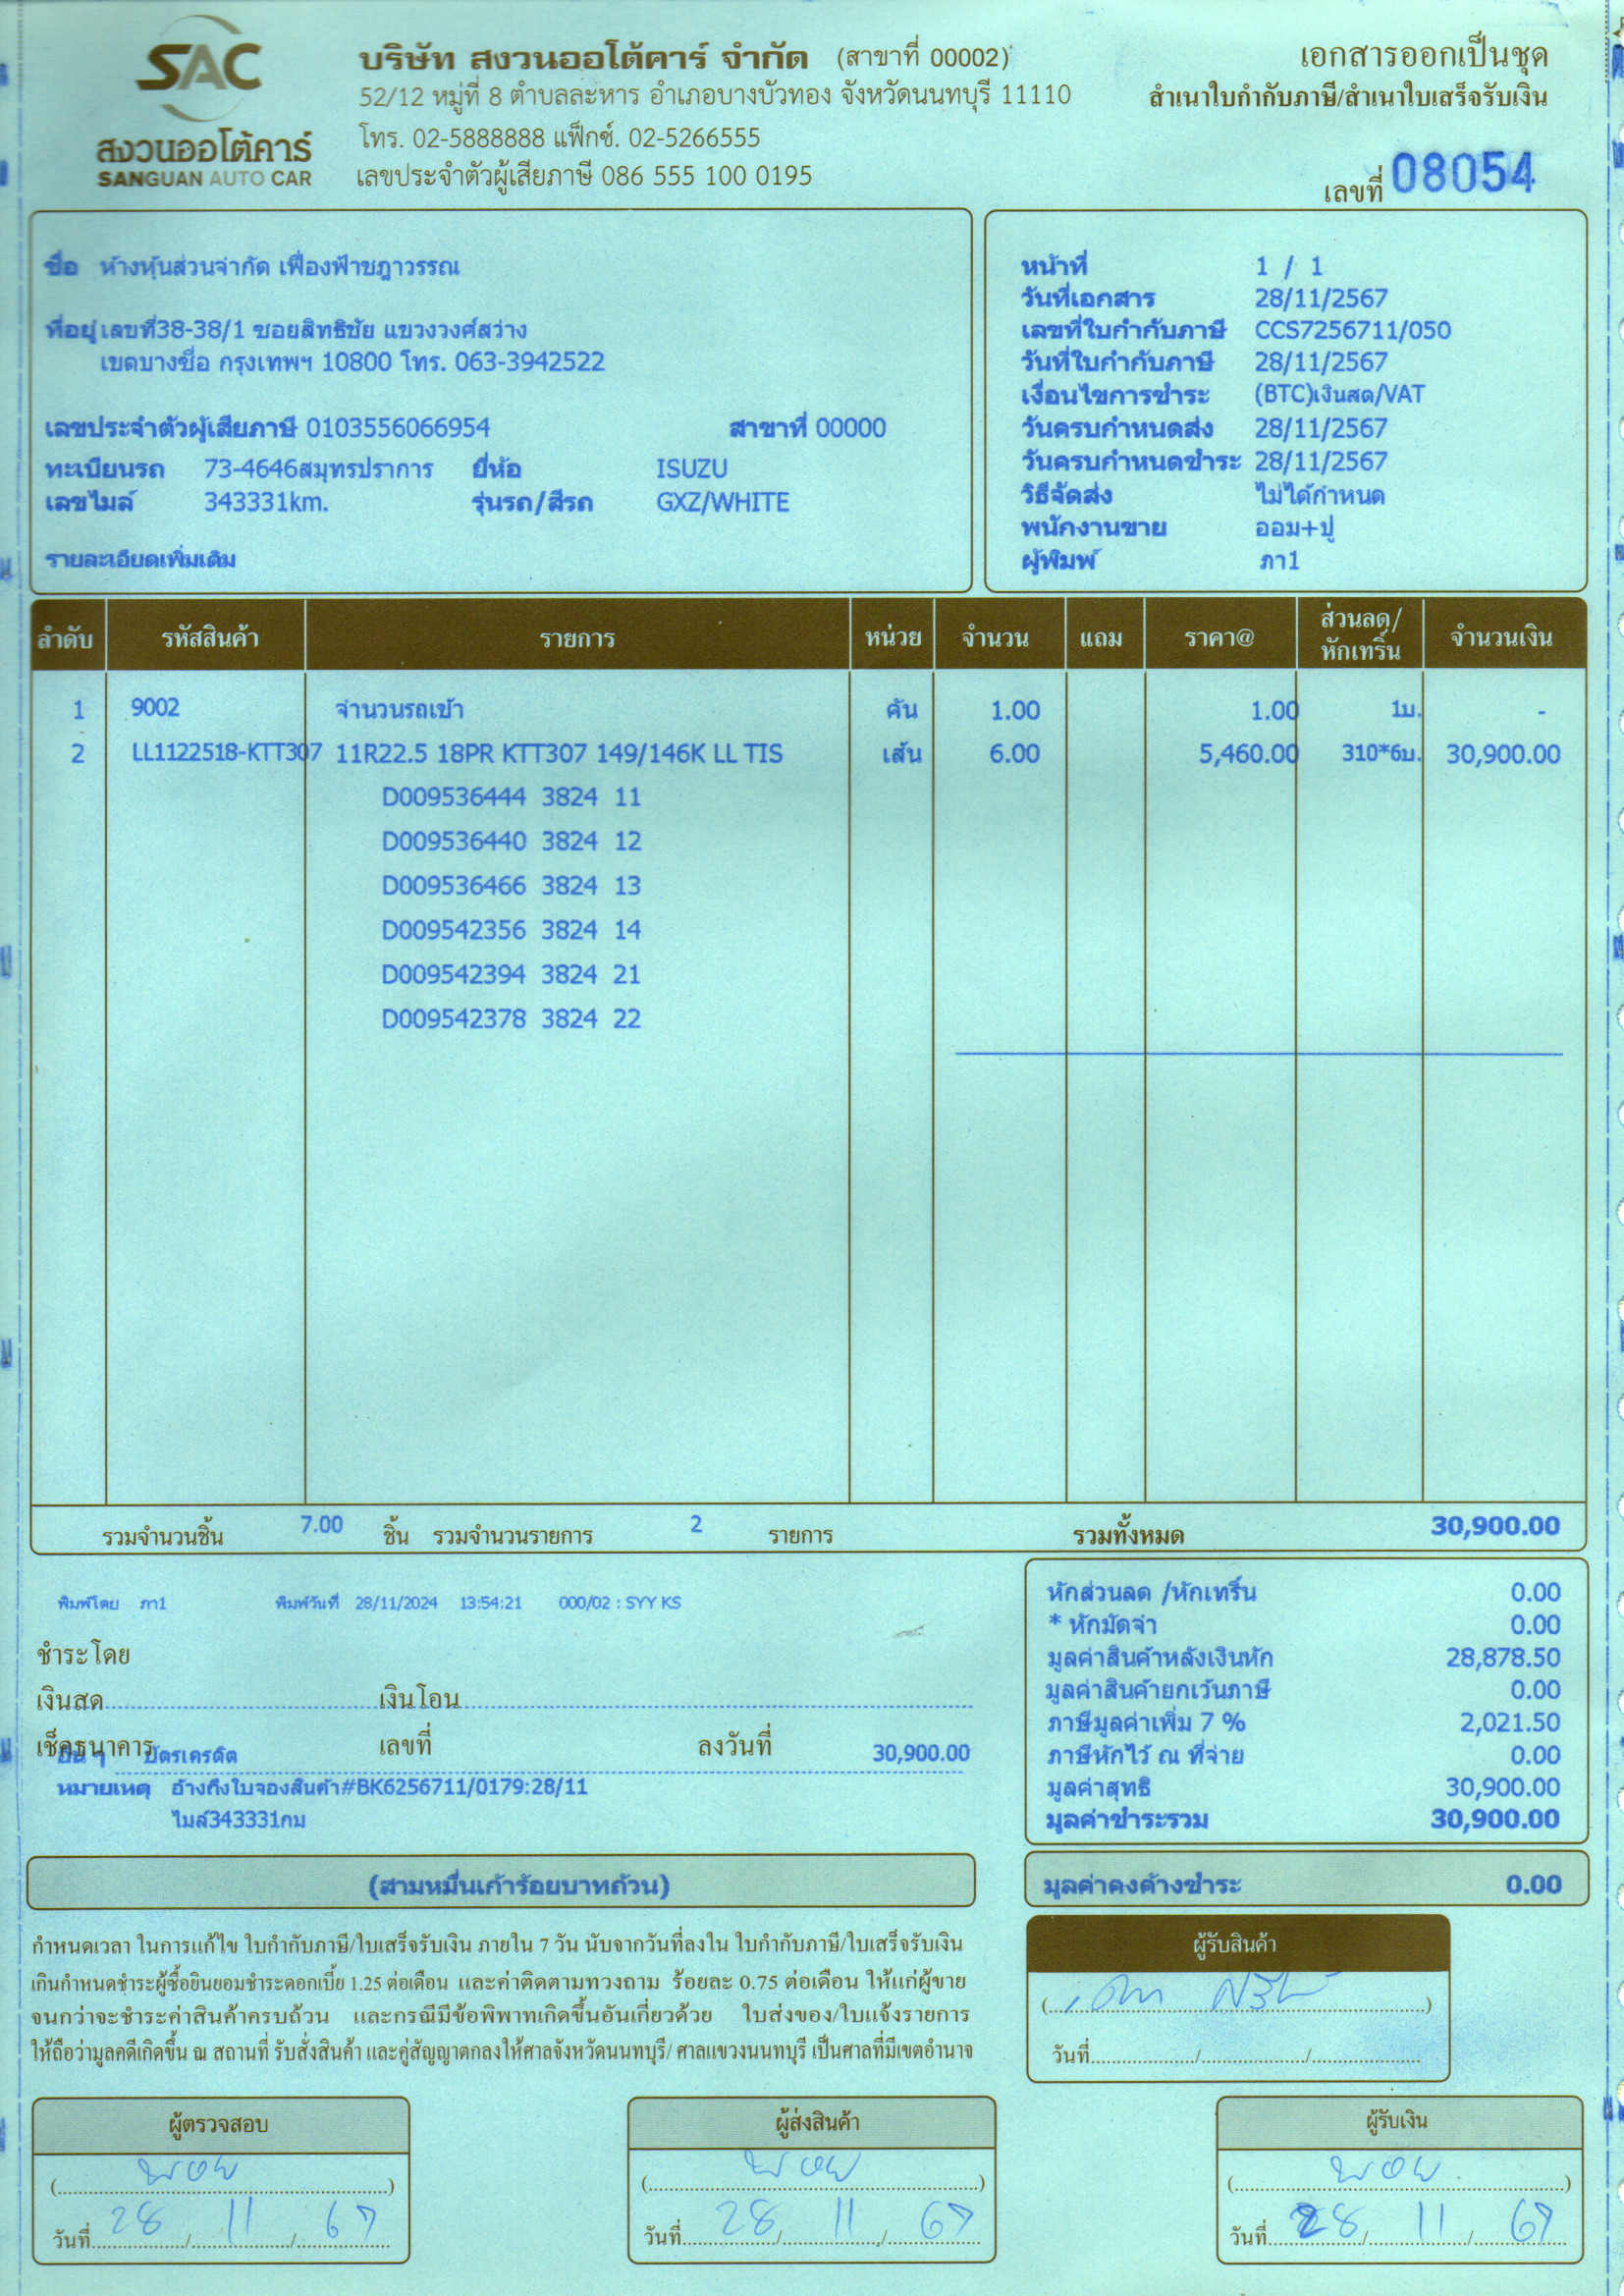 SAC
สงวนออโต้คาร์
SANGUAN AUTO CAR
บริษัท สงวนออโต้คาร์ จำกัด (สาขาที่ 00002)
52/12 หมู่ที่ 8 ตำบลละหาร อำเภอบางบัวทอง จังหวัดนนทบุรี 11110
โทร. 02-5888888 แฟ็กซ์. 02-5266555
เลขประจำตัวผู้เสียภาษี 086 555 100 0195
เอกสารออกเป็นชุด
สำเนาใบกำกับภาษี/สำเนาใบเสร็จรับเงิน
เลขที่ 08054
ชื่อ ห้างหุ้นส่วนจำกัด เฟื่องฟ้าชฎาวรรณ
ที่อยู่ เลขที่38-38/1 ซอยสิทธิชัย แขวงวงศ์สว่าง
เขตบางซื่อ กรุงเทพฯ 10800 โทร. 063-3942522
เลขประจำตัวผู้เสียภาษี 0103556066954 สาขาที่ 00000
ทะเบียนรถ 73-4646สมุทรปราการ ยี่ห้อ ISUZU
เลขไมล์ 343331km. รุ่นรถ/สีรถ GXZ/WHITE
รายละเอียดเพิ่มเติม
หน้าที่ 1 / 1
วันที่เอกสาร 28/11/2567
เลขที่ใบกำกับภาษี CCS7256711/050
วันที่ใบกำกับภาษี 28/11/2567
เงื่อนไขการชำระ (BTC)เงินสด/VAT
วันครบกำหนดส่ง 28/11/2567
วันครบกำหนดชำระ 28/11/2567
วิธีจัดส่ง ไม่ได้กำหนด
พนักงานขาย ออม+ปู
ผู้พิมพ์ ภา1
ลำดับ รหัสสินค้า รายการ หน่วย จำนวน แถม ราคา@ ส่วนลด/หักเทริ์น จำนวนเงิน
1 9002 จำนวนรถเข้า คัน 1.00 1.00 1บ. -
2 LL1122518-KTT307 11R22.5 18PR KTT307 149/146K LL TIS เส้น 6.00 5,460.00 310*6บ. 30,900.00
D009536444 3824 11
D009536440 3824 12
D009536466 3824 13
D009542356 3824 14
D009542394 3824 21
D009542378 3824 22
รวมจำนวนชิ้น 7.00 ชิ้น รวมจำนวนรายการ 2 รายการ รวมทั้งหมด 30,900.00
พิมพ์โดย ภา1 พิมพ์วันที่ 28/11/2024 13:54:21 000/02 : SYY KS
ชำระโดย
เงินสด เงินโอน
เช็คธนาคาร เลขที่ ลงวันที่
อื่น ๆ บัตรเครดิต 30,900.00
หมายเหตุ อ้างถึงใบจองสินค้า#BK6256711/0179:28/11
ไมล์343331กม
หักส่วนลด /หักเทริ์น 0.00
* หักมัดจำ 0.00
มูลค่าสินค้าหลังเงินหัก 28,878.50
มูลค่าสินค้ายกเว้นภาษี 0.00
ภาษีมูลค่าเพิ่ม 7 % 2,021.50
ภาษีหักไว้ ณ ที่จ่าย 0.00
มูลค่าสุทธิ 30,900.00
มูลค่าชำระรวม 30,900.00
(สามหมื่นเก้าร้อยบาทถ้วน)
มูลค่าคงค้างชำระ 0.00
กำหนดเวลา ในการแก้ไข ใบกำกับภาษี/ใบเสร็จรับเงิน ภายใน 7 วัน นับจากวันที่ลงใน ใบกำกับภาษี/ใบเสร็จรับเงิน
เกินกำหนดชำระผู้ซื้อยินยอมชำระดอกเบี้ย 1.25 ต่อเดือน และค่าติดตามทวงถาม ร้อยละ 0.75 ต่อเดือน ให้แก่ผู้ขาย
จนกว่าจะชำระค่าสินค้าครบถ้วน และกรณีมีข้อพิพาทเกิดขึ้นอันเกี่ยวด้วย ใบส่งของ/ใบแจ้งรายการ
ให้ถือว่ามูลคดีเกิดขึ้น ณ สถานที่ รับสั่งสินค้า และคู่สัญญาตกลงให้ศาลจังหวัดนนทบุรี/ ศาลแขวงนนทบุรี เป็นศาลที่มีเขตอำนาจ
ผู้รับสินค้า
วันที่
ผู้ตรวจสอบ ผู้ส่งสินค้า ผู้รับเงิน
พอย พอย พอย
วันที่ 28 / 11 / 67 วันที่ 28 / 11 / 67 วันที่ 28 / 11 / 67